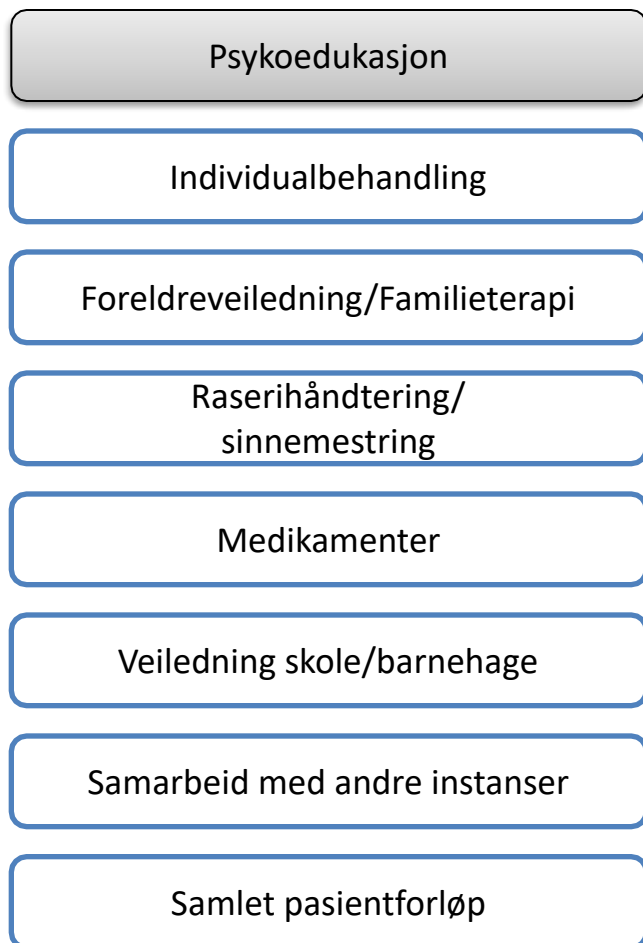 Psykoedukasjon
Individualbehandling
Foreldreveiledning/Familieterapi
Raserihåndtering/
sinnemestring
Medikamenter
Veiledning skole/barnehage
Samarbeid med andre instanser
Samlet pasientforløp